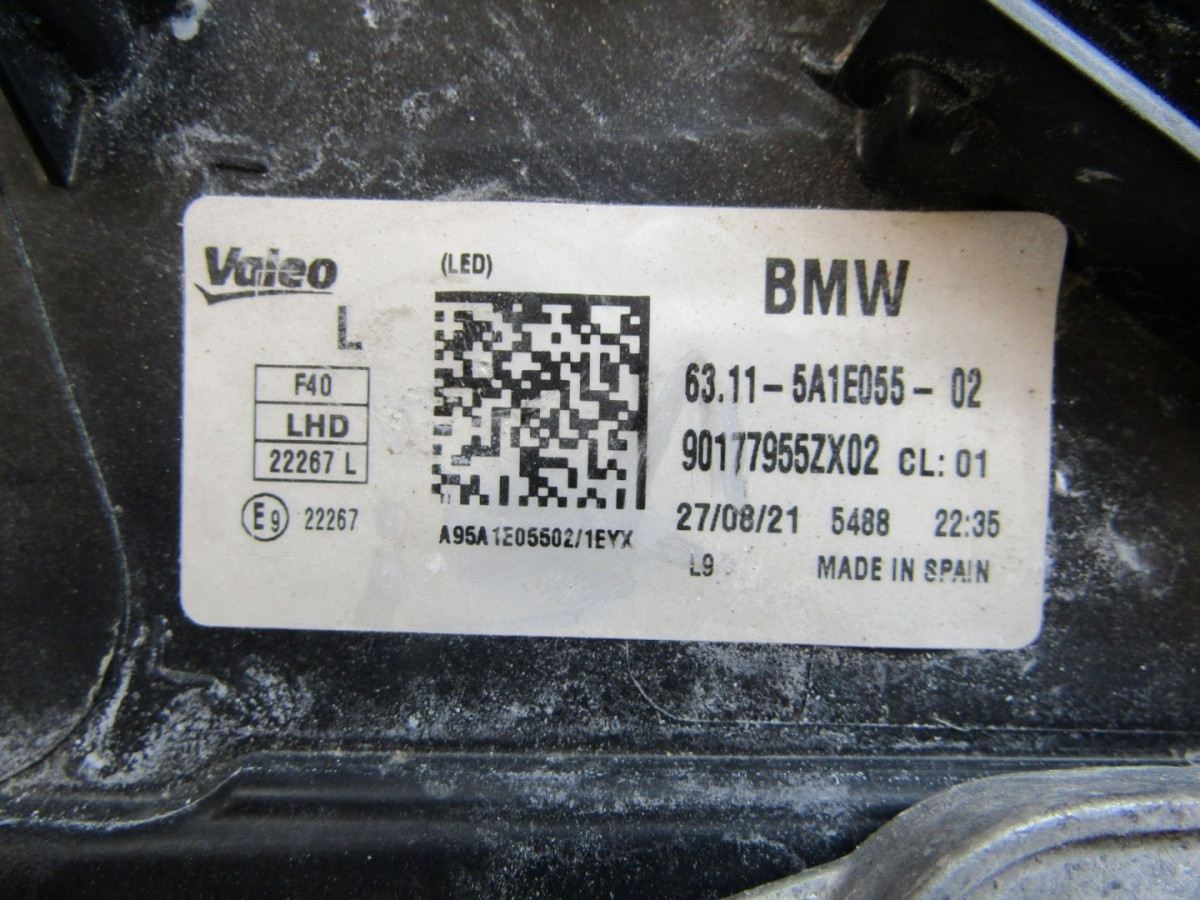 Valeo
L
F40
LHD
22267 L
E9 22267
(LED)
A95A1E05502/1EYX
BMW
63.11 - 5A1E055 - 02
90177955ZX02 CL: 01
27/08/21 5488 22:35
L9 MADE IN SPAIN